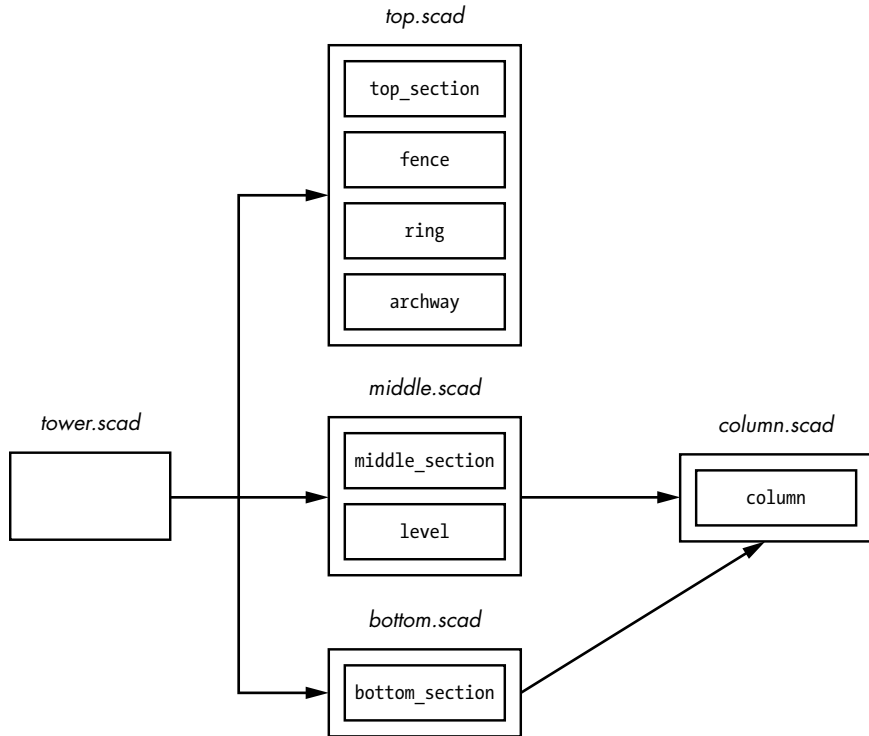 top.scad
top_section
fence
ring
archway
tower.scad
middle.scad
middle_section
level
column.scad
column
bottom.scad
bottom_section